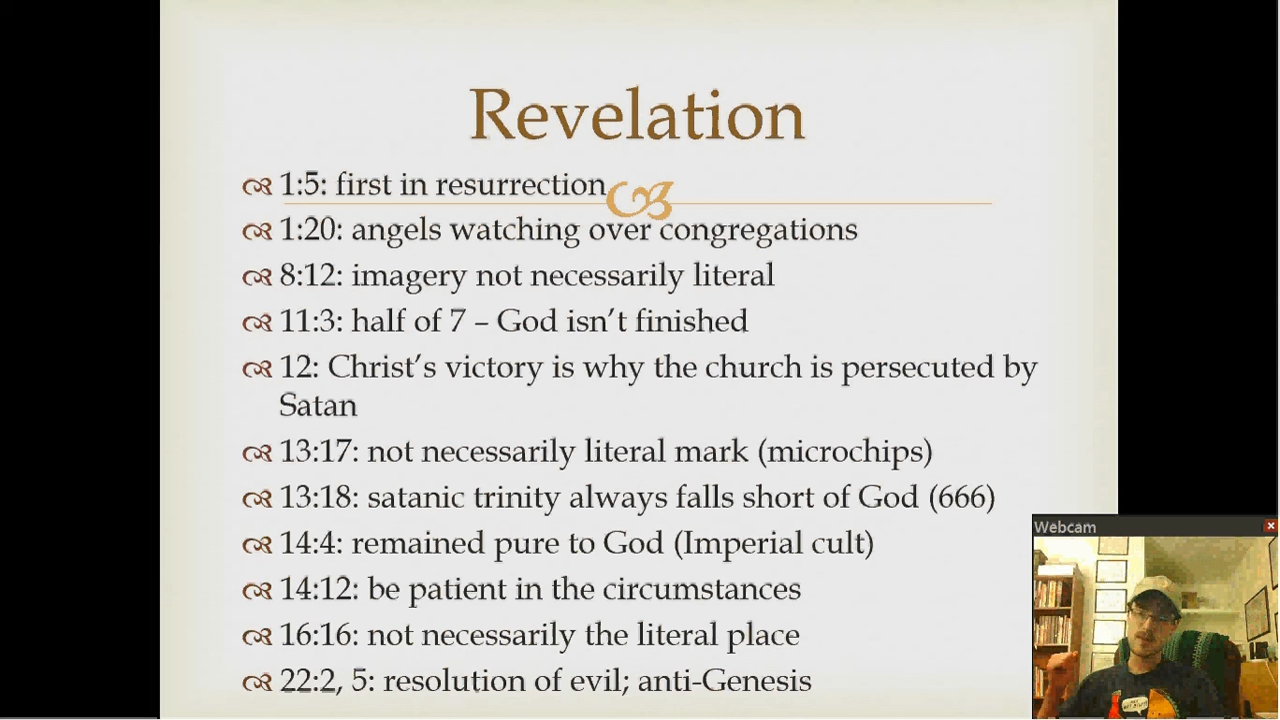 Revelation
1:5: first in resurrection
1:20: angels watching over congregations
8:12: imagery not necessarily literal
11:3: half of 7 – God isn’t finished
12: Christ’s victory is why the church is persecuted by
Satan
13:17: not necessarily literal mark (microchips)
13:18: satanic trinity always falls short of God (666)
14:4: remained pure to God (Imperial cult)
14:12: be patient in the circumstances
16:16: not necessarily the literal place
22:2, 5: resolution of evil; anti-Genesis
Webcam